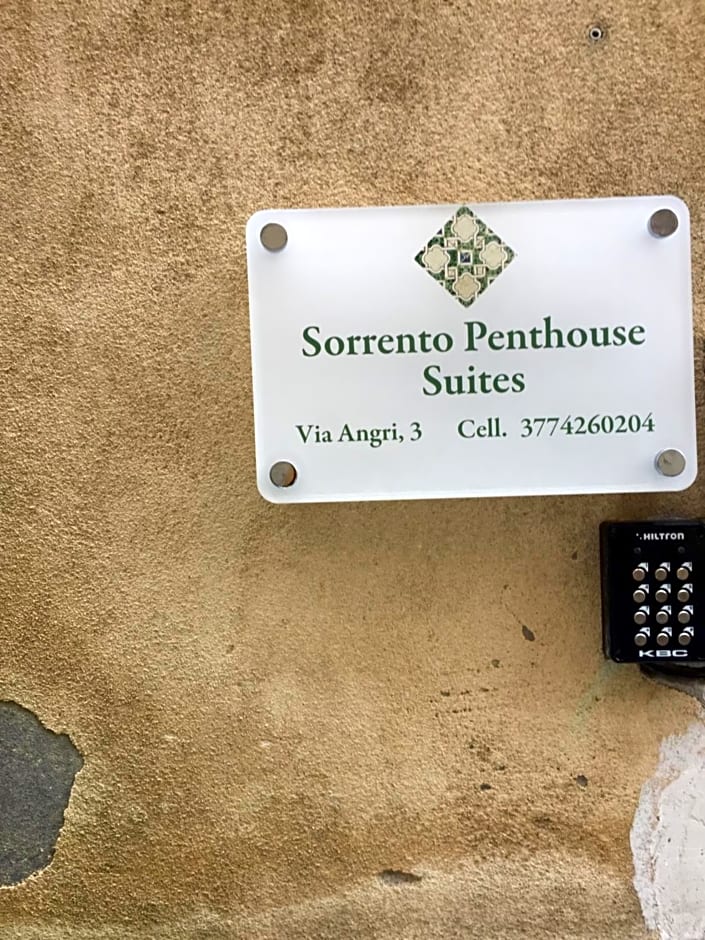 Sorrento Penthouse
Suites
Via Angri, 3 Cell. 3774260204
HILTRON
KBC